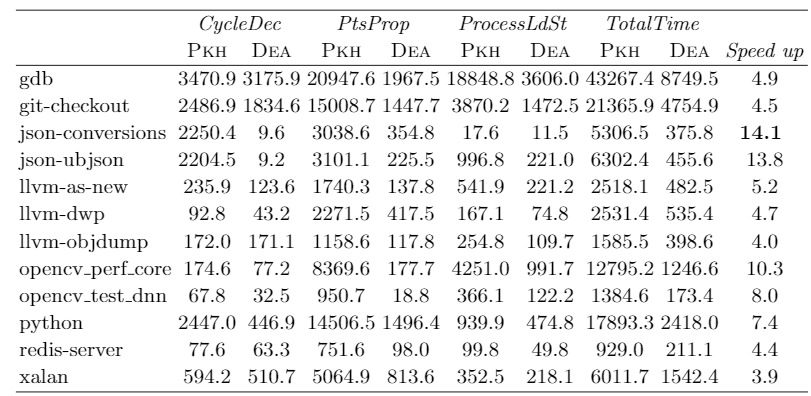 CycleDec PtsProp ProcessLdSt TotalTime
PKH DEA PKH DEA PKH DEA PKH DEA Speed up
gdb 3470.9 3175.9 20947.6 1967.5 18848.8 3606.0 43267.4 8749.5 4.9
git-checkout 2486.9 1834.6 15008.7 1447.7 3870.2 1472.5 21365.9 4754.9 4.5
json-conversions 2250.4 9.6 3038.6 354.8 17.6 11.5 5306.5 375.8 14.1
json-ubjson 2204.5 9.2 3101.1 225.5 996.8 221.0 6302.4 455.6 13.8
llvm-as-new 235.9 123.6 1740.3 137.8 541.9 221.2 2518.1 482.5 5.2
llvm-dwp 92.8 43.2 2271.5 417.5 167.1 74.8 2531.4 535.4 4.7
llvm-objdump 172.0 171.1 1158.6 117.8 254.8 109.7 1585.5 398.6 4.0
opencv_perf_core 174.6 77.2 8369.6 177.7 4251.0 991.7 12795.2 1246.6 10.3
opencv_test_dnn 67.8 32.5 950.7 18.8 366.1 122.2 1384.6 173.4 8.0
python 2447.0 446.9 14506.5 1496.4 939.9 474.8 17893.3 2418.0 7.4
redis-server 77.6 63.3 751.6 98.0 99.8 49.8 929.0 211.1 4.4
xalan 594.2 510.7 5064.9 813.6 352.5 218.1 6011.7 1542.4 3.9